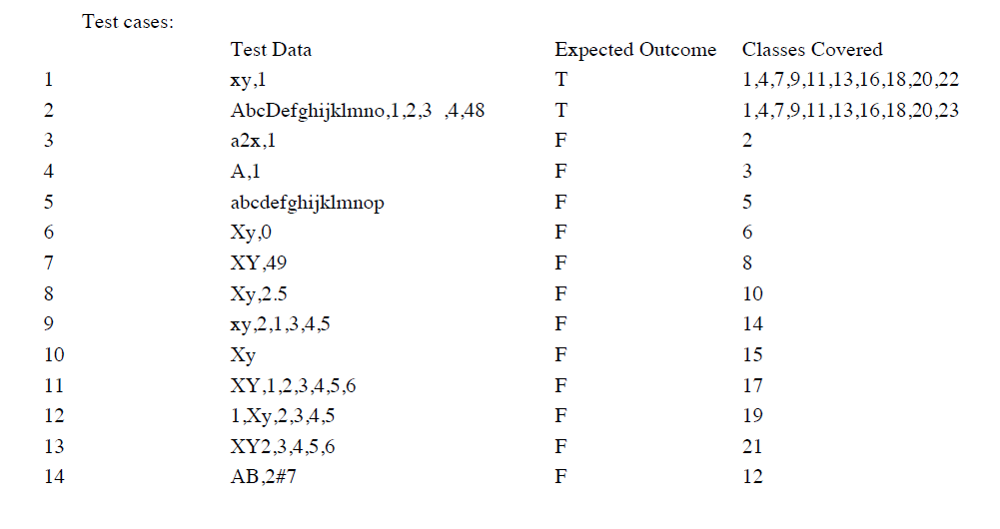 Test cases:
Test Data Expected Outcome Classes Covered
1 xy,1 T 1,4,7,9,11,13,16,18,20,22
2 AbcDefghijklmno,1,2,3 ,4,48 T 1,4,7,9,11,13,16,18,20,23
3 a2x,1 F 2
4 A,1 F 3
5 abcdefghijklmnop F 5
6 Xy,0 F 6
7 XY,49 F 8
8 Xy,2.5 F 10
9 xy,2,1,3,4,5 F 14
10 Xy F 15
11 XY,1,2,3,4,5,6 F 17
12 1,Xy,2,3,4,5 F 19
13 XY2,3,4,5,6 F 21
14 AB,2#7 F 12